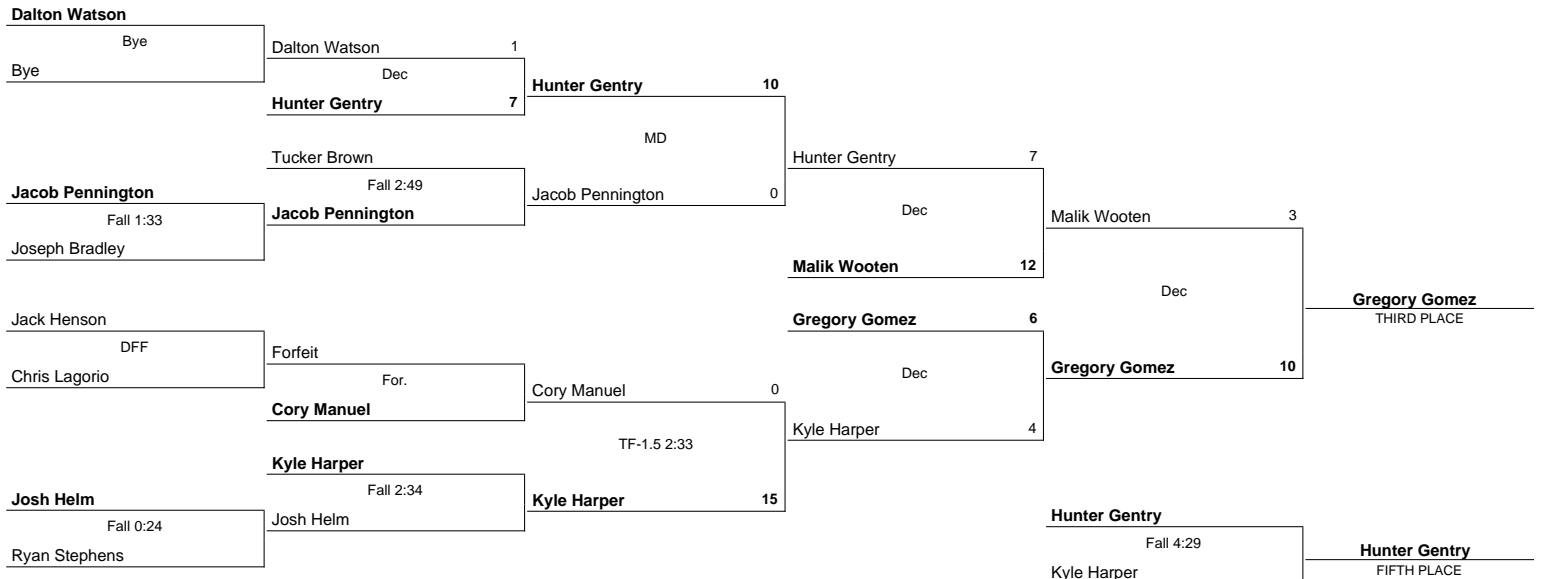 Dalton Watson
Bye
Bye
Jacob Pennington
Fall 1:33
Joseph Bradley
Jack Henson
DFF
Chris Lagorio
Josh Helm
Fall 0:24
Ryan Stephens
Dalton Watson 1
Dec
Hunter Gentry 7
Tucker Brown
Fall 2:49
Jacob Pennington
Forfeit
For.
Cory Manuel
Kyle Harper
Fall 2:34
Josh Helm
Hunter Gentry 10
MD
Jacob Pennington 0
Cory Manuel 0
TF-1.5 2:33
Kyle Harper 15
Hunter Gentry 7
Dec
Malik Wooten 12
Gregory Gomez 6
Dec
Kyle Harper 4
Malik Wooten 3
Dec
Gregory Gomez 10
Gregory Gomez
THIRD PLACE
Hunter Gentry
Fall 4:29
Kyle Harper
Hunter Gentry
FIFTH PLACE